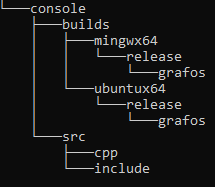 console
builds
mingwx64
release
grafos
ubuntux64
release
grafos
src
cpp
include